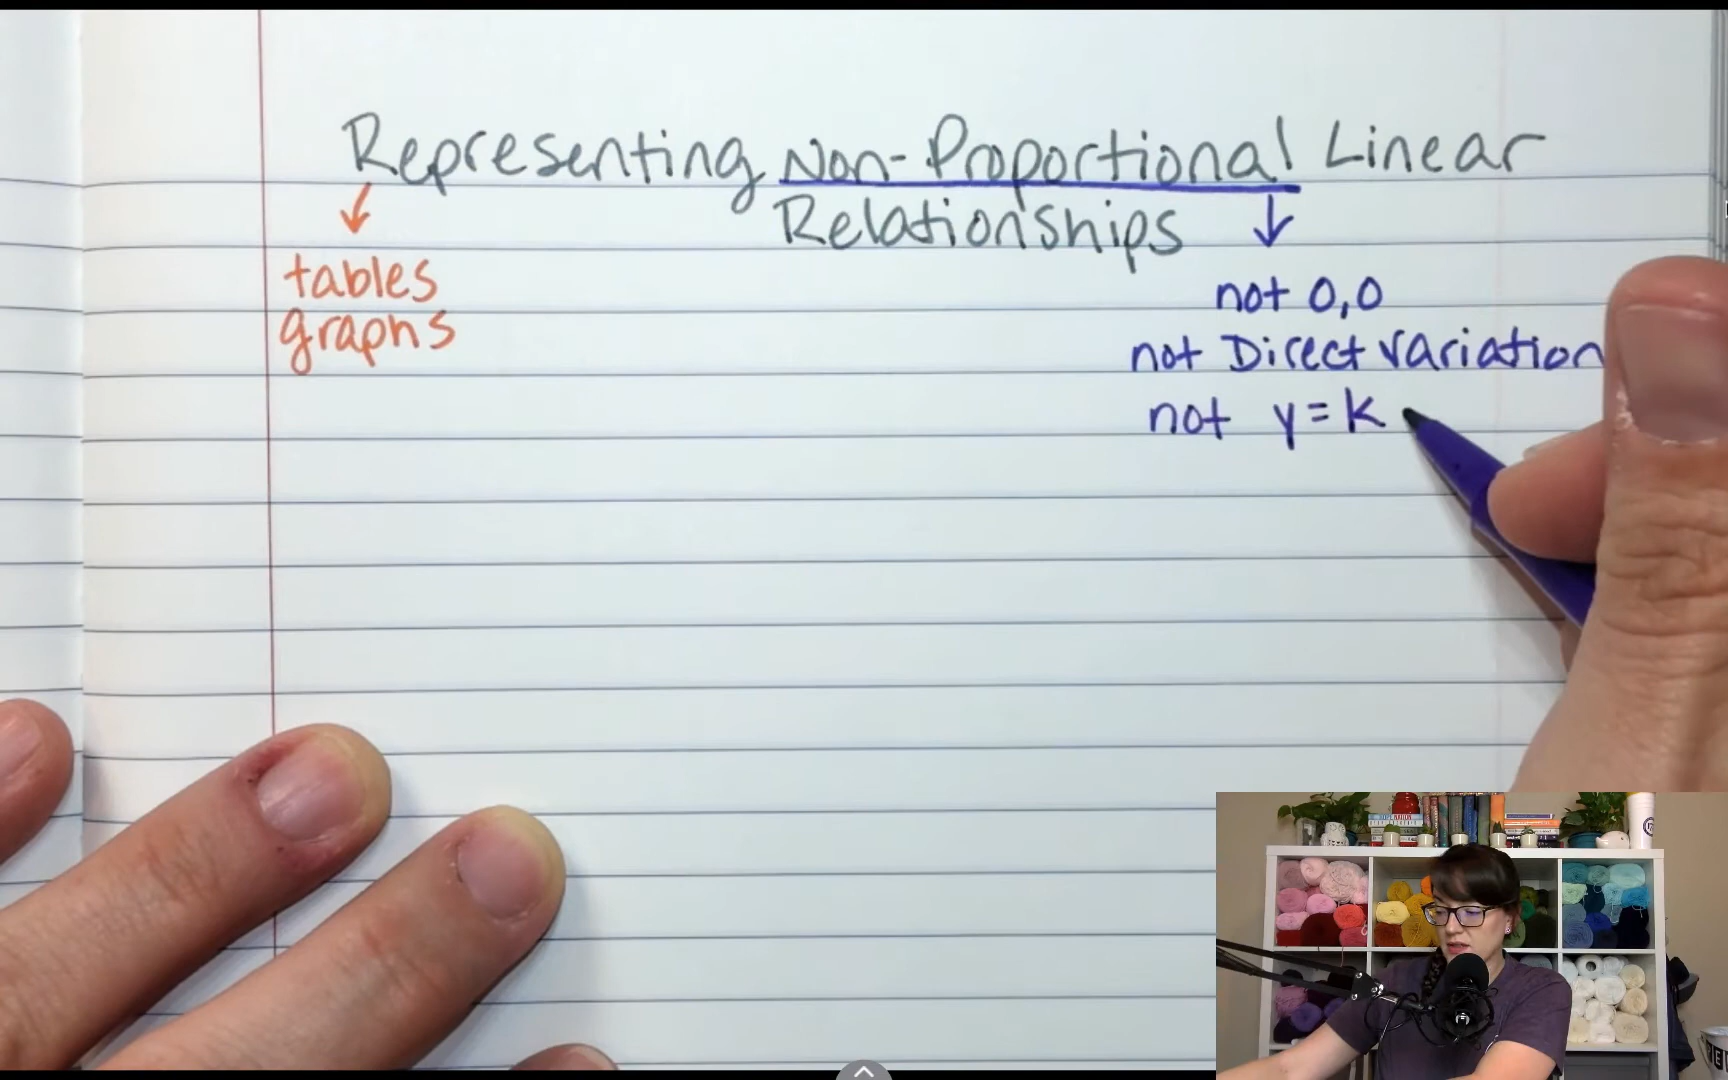 Representing Non-Proportional Linear
Relationships
tables
graphs
not 0,0
not Direct Variation
not y = k